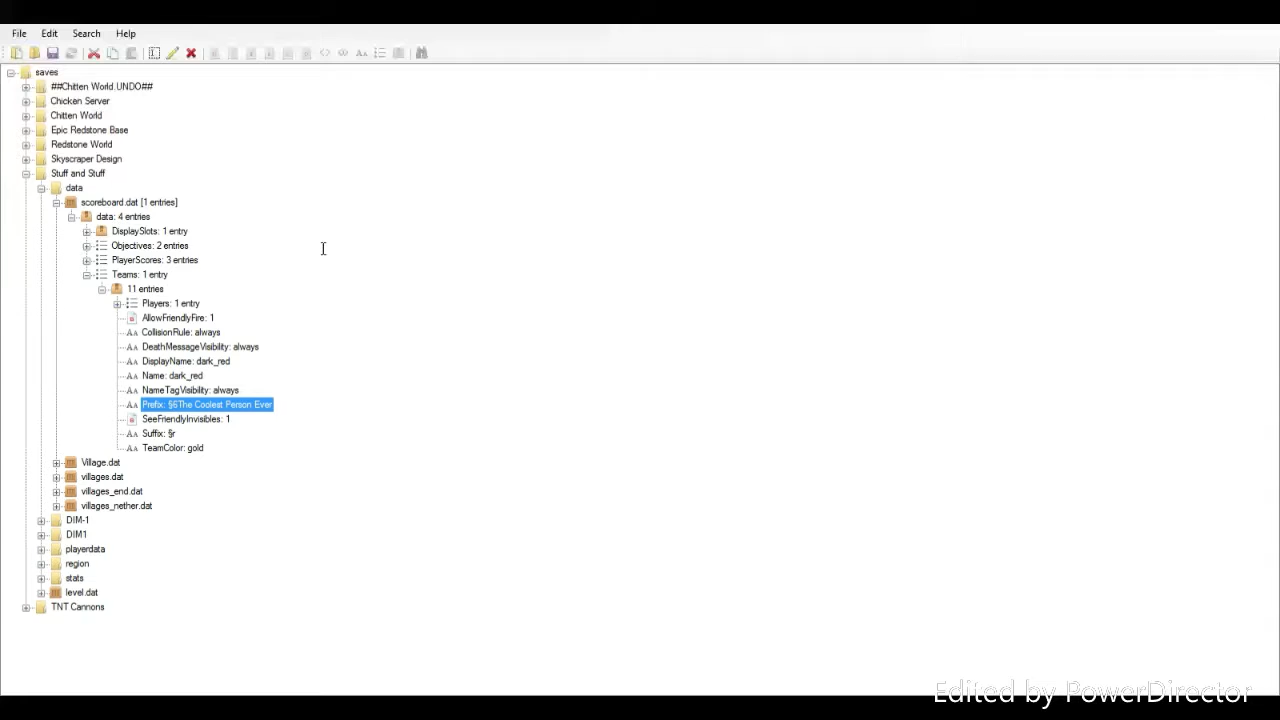 File Edit Search Help
saves
##Chitten World.UNDO##
Chicken Server
Chitten World
Epic Redstone Base
Redstone World
Skyscraper Design
Stuff and Stuff
data
scoreboard.dat [1 entries]
data: 4 entries
DisplaySlots: 1 entry
Objectives: 2 entries
PlayerScores: 3 entries
Teams: 1 entry
11 entries
Players: 1 entry
AllowFriendlyFire: 1
CollisionRule: always
DeathMessageVisibility: always
DisplayName: dark_red
Name: dark_red
NameTagVisibility: always
Prefix: §6The Coolest Person Ever
SeeFriendlyInvisibles: 1
Suffix: §r
TeamColor: gold
Village.dat
villages.dat
villages_end.dat
villages_nether.dat
DIM-1
DIM1
playerdata
region
stats
level.dat
TNT Cannons
Edited by PowerDirector